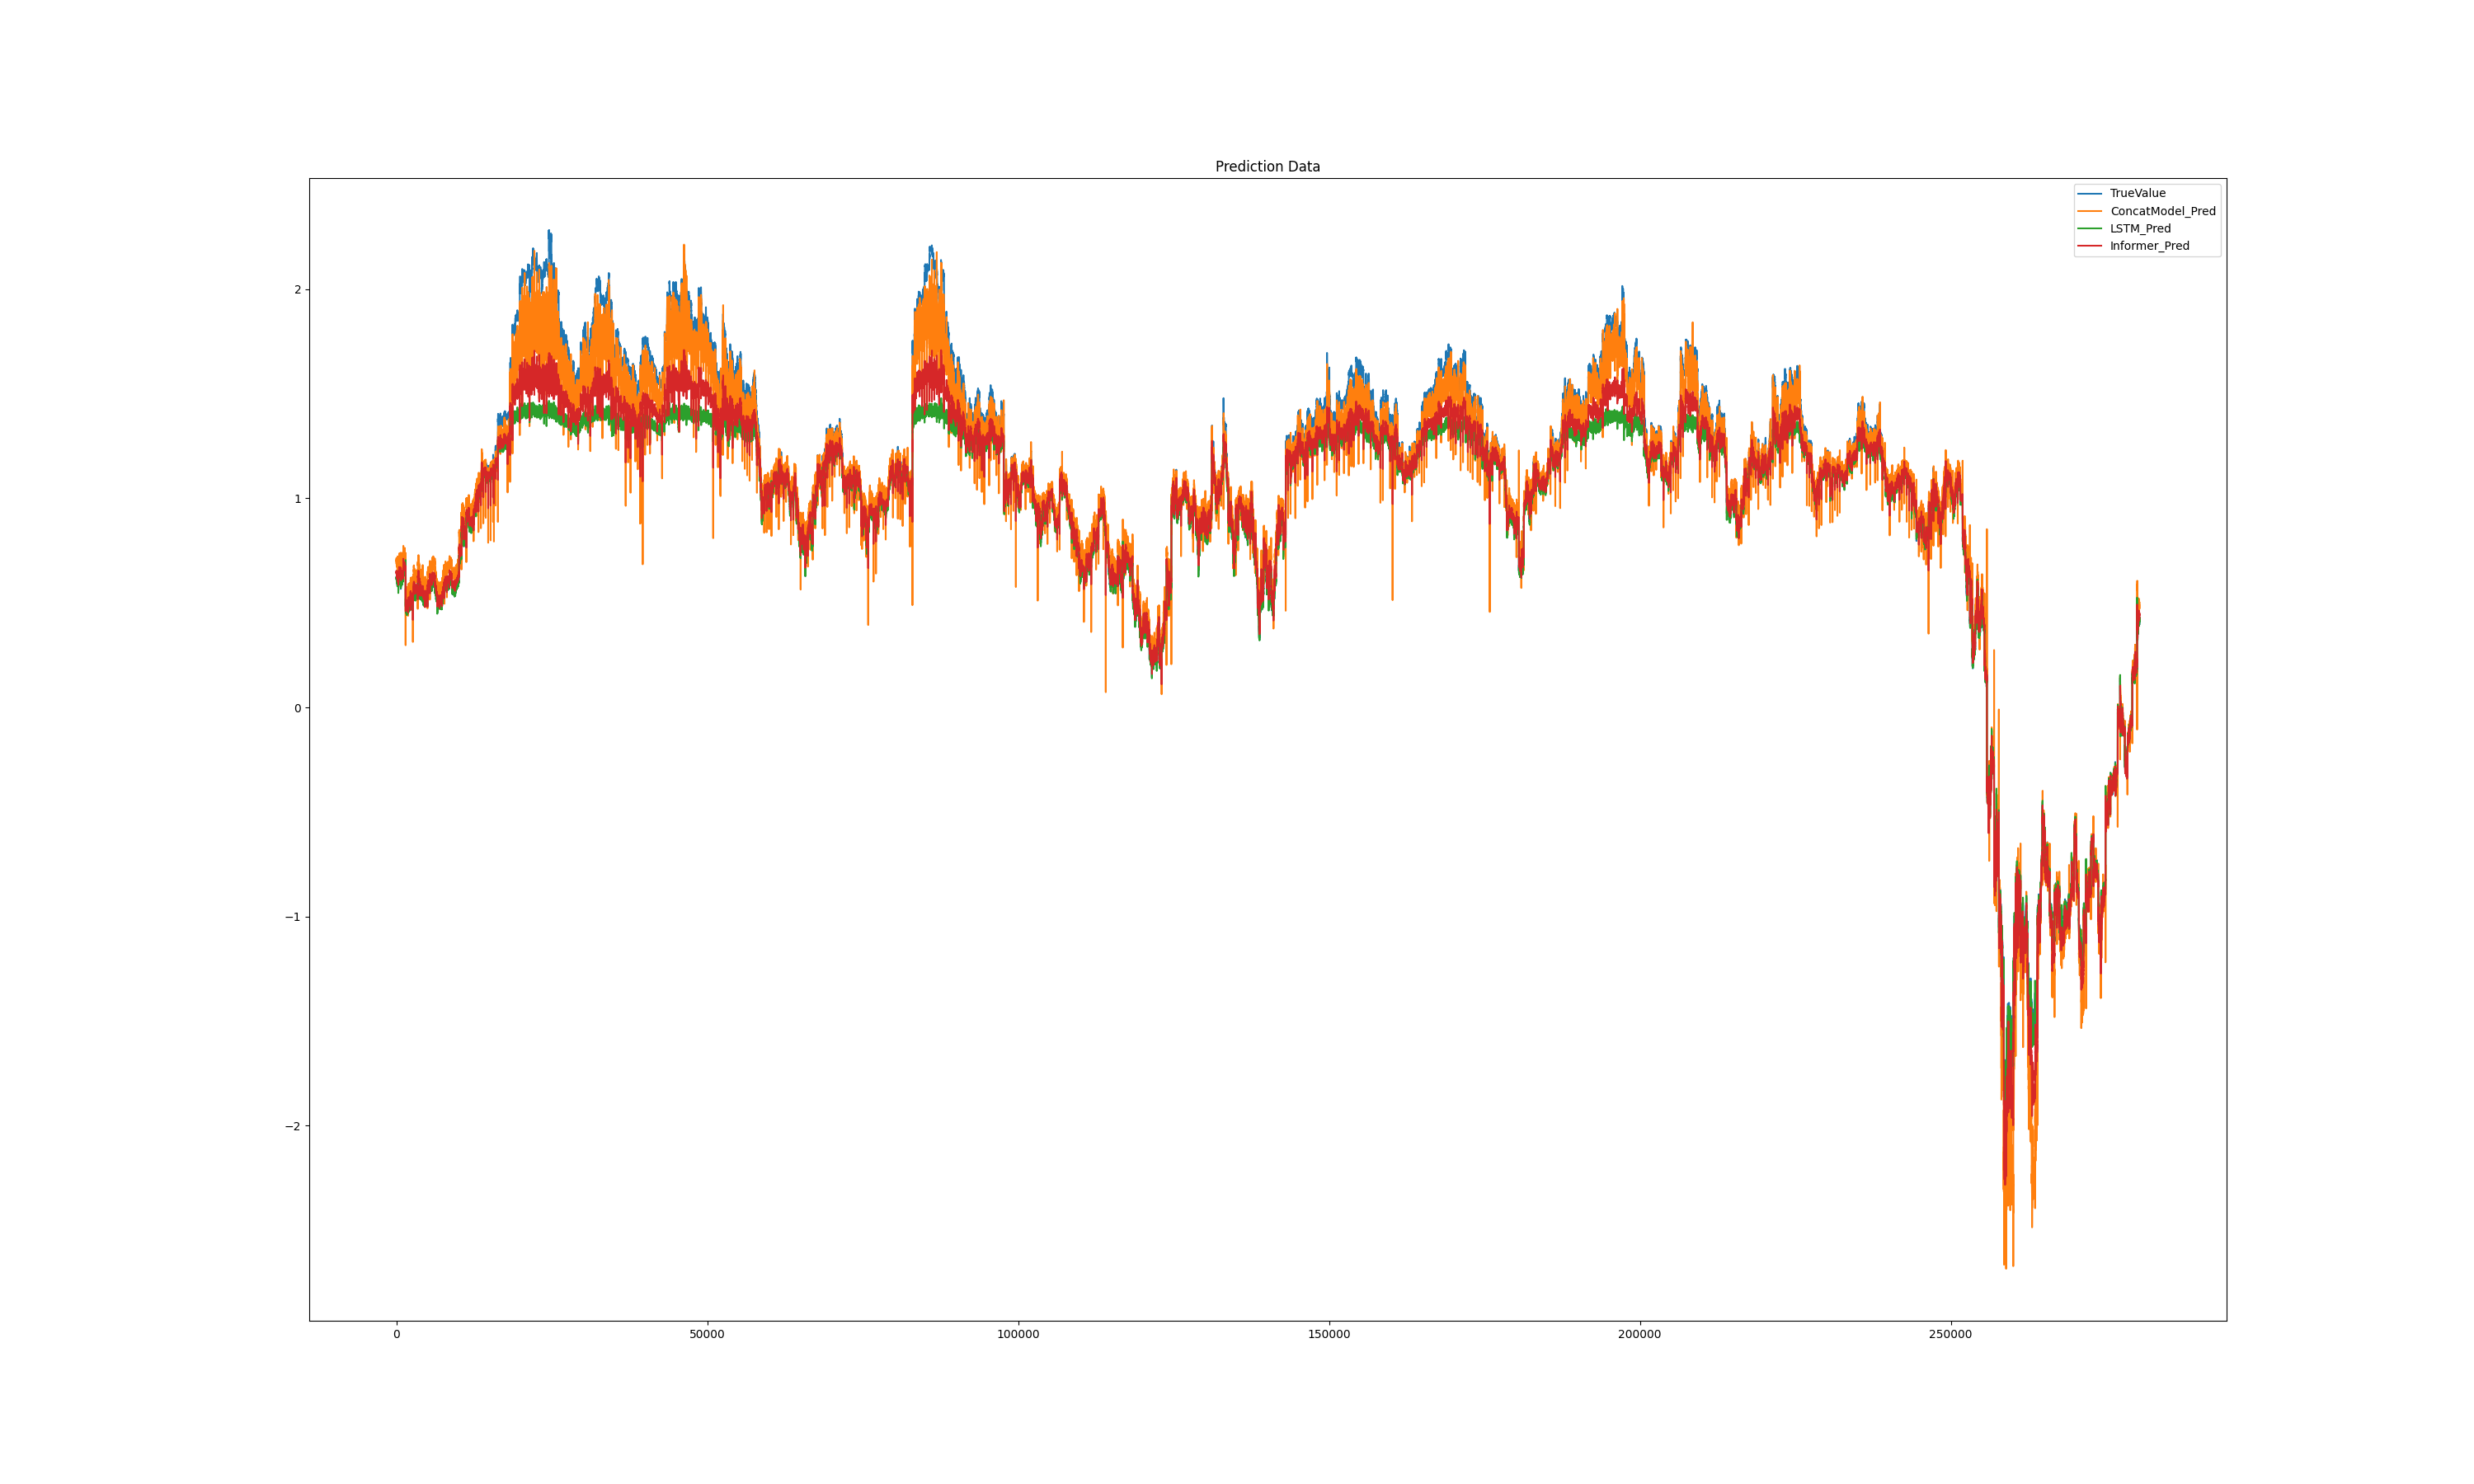 Prediction Data
TrueValue
ConcatModel_Pred
LSTM_Pred
Informer_Pred
2
1
0
−1
−2
0
50000
100000
150000
200000
250000